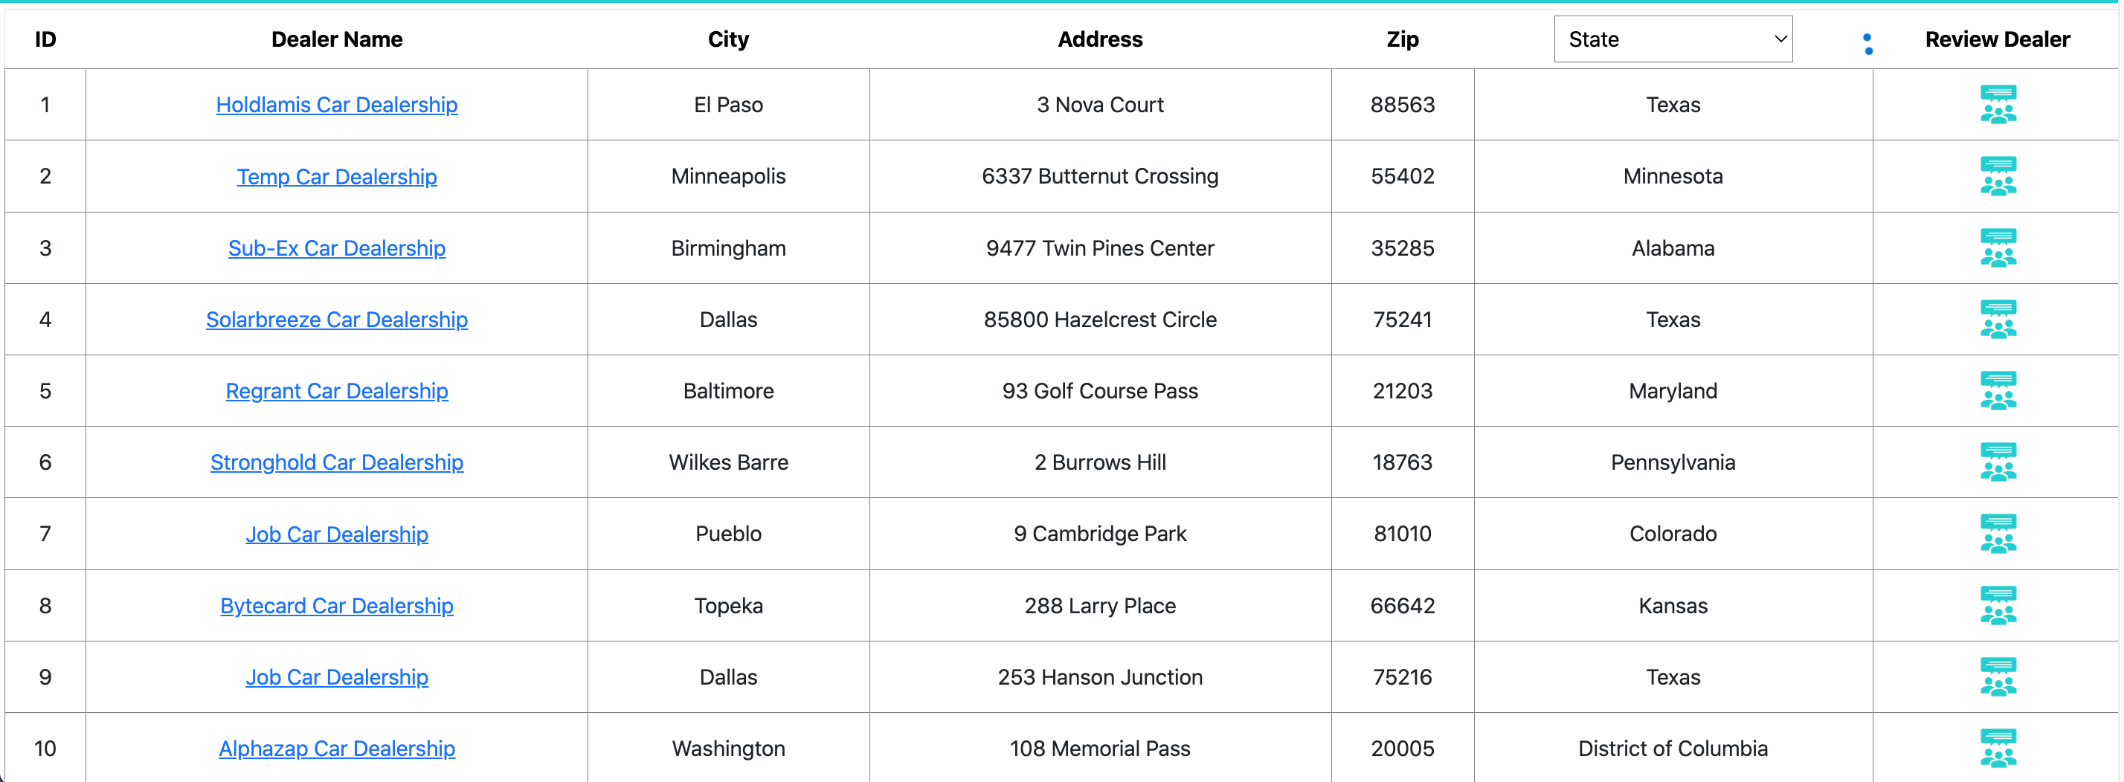 ID Dealer Name City Address Zip State Review Dealer
1 Holdlamis Car Dealership El Paso 3 Nova Court 88563 Texas
2 Temp Car Dealership Minneapolis 6337 Butternut Crossing 55402 Minnesota
3 Sub-Ex Car Dealership Birmingham 9477 Twin Pines Center 35285 Alabama
4 Solarbreeze Car Dealership Dallas 85800 Hazelcrest Circle 75241 Texas
5 Regrant Car Dealership Baltimore 93 Golf Course Pass 21203 Maryland
6 Stronghold Car Dealership Wilkes Barre 2 Burrows Hill 18763 Pennsylvania
7 Job Car Dealership Pueblo 9 Cambridge Park 81010 Colorado
8 Bytecard Car Dealership Topeka 288 Larry Place 66642 Kansas
9 Job Car Dealership Dallas 253 Hanson Junction 75216 Texas
10 Alphazap Car Dealership Washington 108 Memorial Pass 20005 District of Columbia